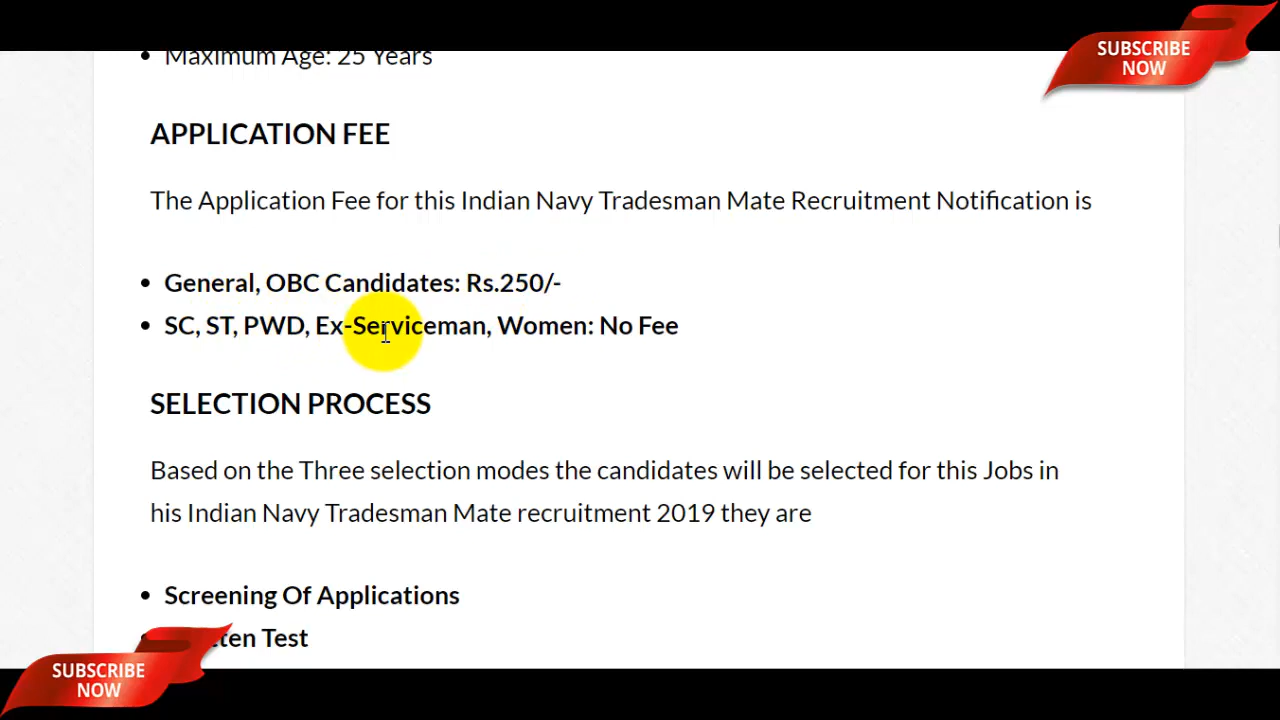 Maximum Age: 25 Years
SUBSCRIBE
NOW
APPLICATION FEE
The Application Fee for this Indian Navy Tradesman Mate Recruitment Notification is
General, OBC Candidates: Rs.250/-
SC, ST, PWD, Ex-Serviceman, Women: No Fee
SELECTION PROCESS
Based on the Three selection modes the candidates will be selected for this Jobs in
his Indian Navy Tradesman Mate recruitment 2019 they are
Screening Of Applications
Test
SUBSCRIBE
NOW